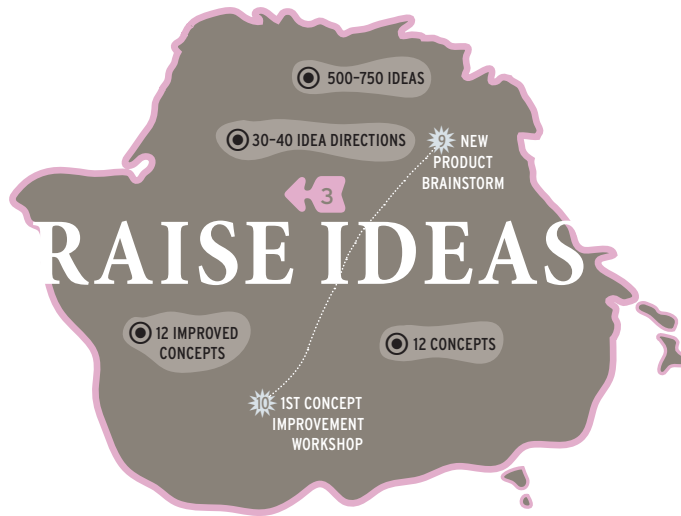 500-750 IDEAS
30-40 IDEA DIRECTIONS
9 NEW
PRODUCT
BRAINSTORM
3
RAISE IDEAS
12 IMPROVED
CONCEPTS
12 CONCEPTS
10 1ST CONCEPT
IMPROVEMENT
WORKSHOP